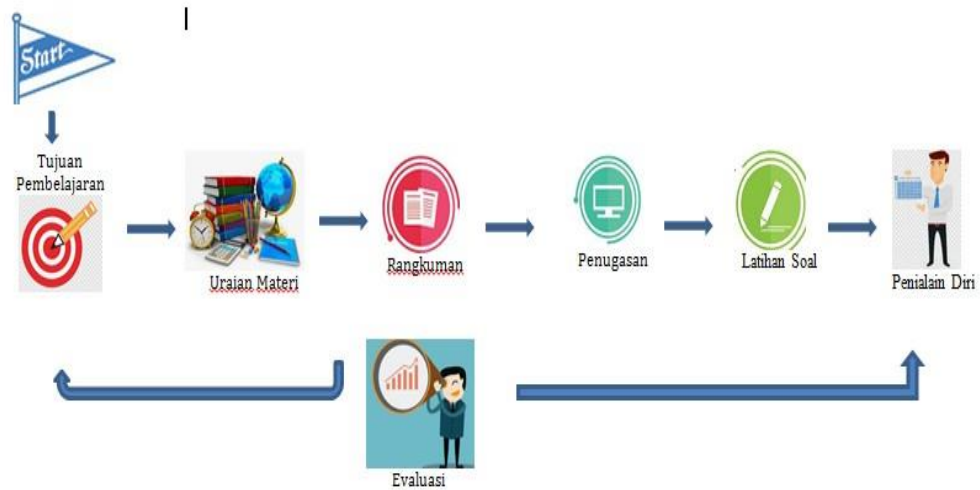 Start
Tujuan
Pembelajaran
Uraian Materi
Rangkuman
Penugasan
Latihan Soal
Penialain Diri
Evaluasi